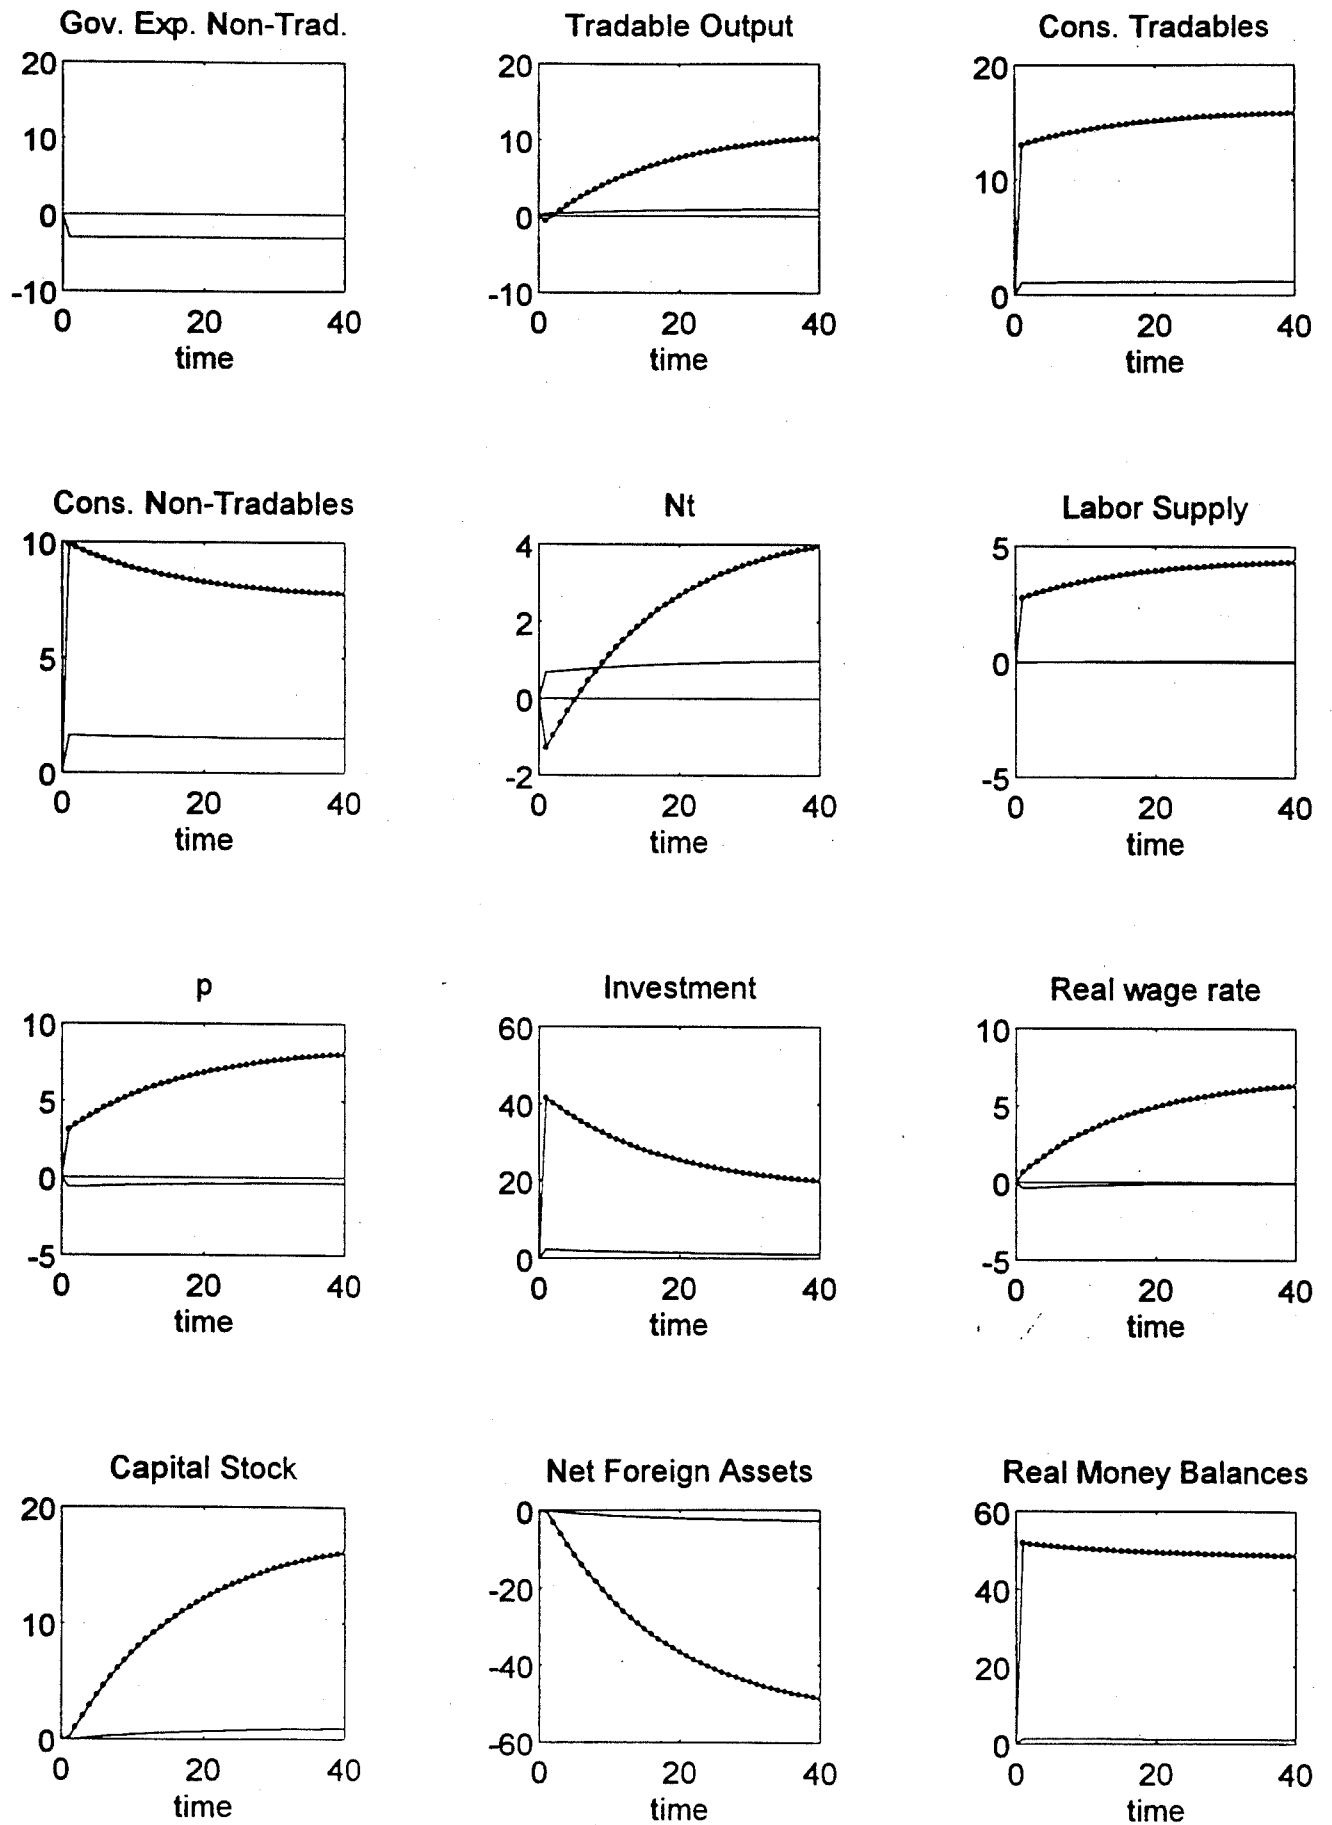 Gov. Exp. Non-Trad.
20
10
0
-10
0 20 40
time
Tradable Output
20
10
0
-10
0 20 40
time
Cons. Tradables
20
10
0
0 20 40
time
Cons. Non-Tradables
10
5
0
0 20 40
time
Nt
4
2
0
-2
0 20 40
time
Labor Supply
5
0
-5
0 20 40
time
p
10
5
0
-5
0 20 40
time
Investment
60
40
20
0
0 20 40
time
Real wage rate
10
5
0
-5
0 20 40
time
Capital Stock
20
10
0
0 20 40
time
Net Foreign Assets
0
-20
-40
-60
0 20 40
time
Real Money Balances
60
40
20
0
0 20 40
time